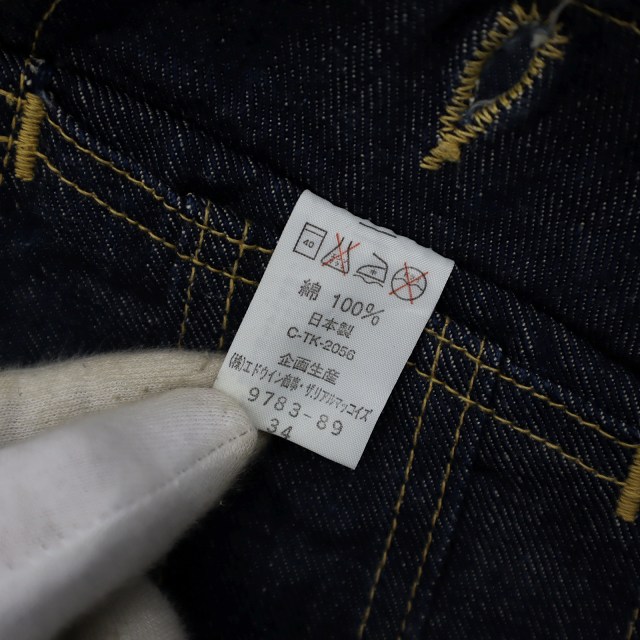 40
綿 100%
日本製
C-TK-2056
企画生産
(株)エドウイン商事・ザリアルマッコイズ
9783-89
34